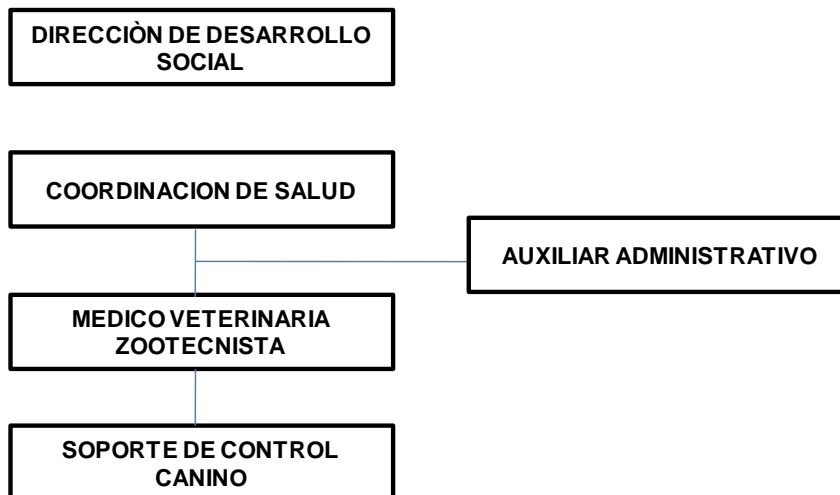 DIRECCIÒN DE DESARROLLO
SOCIAL
COORDINACION DE SALUD
AUXILIAR ADMINISTRATIVO
MEDICO VETERINARIA
ZOOTECNISTA
SOPORTE DE CONTROL
CANINO